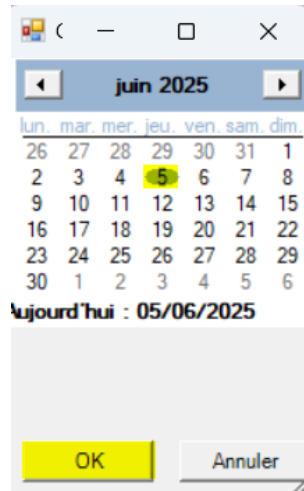 (
juin 2025
lun. mar. mer. jeu. ven. sam. dim.
26 27 28 29 30 31 1
2 3 4 5 6 7 8
9 10 11 12 13 14 15
16 17 18 19 20 21 22
23 24 25 26 27 28 29
30 1 2 3 4 5 6
Aujourd'hui : 05/06/2025
OK Annuler